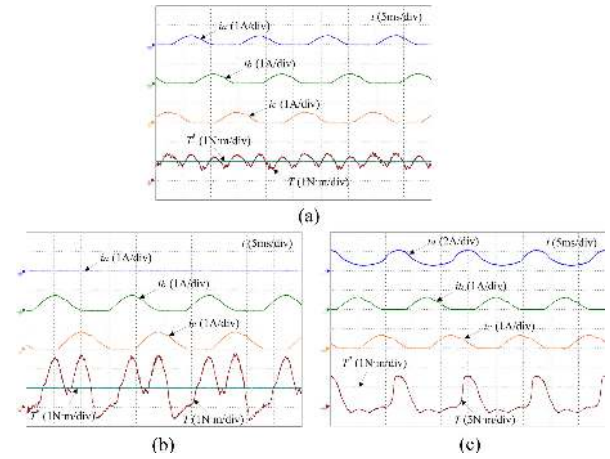 ia (1A/div)
t (5ms/div)
ib (1A/div)
ic (1A/div)
T* (1N·m/div)
T (1N·m/div)
(a)
t (5ms/div)
ia (1A/div)
ib (1A/div)
ic (1A/div)
T* (1N·m/div)
T (1N·m/div)
(b)
ia (2A/div)
t (5ms/div)
ib (1A/div)
ic (1A/div)
T* (1N·m/div)
T (5N·m/div)
(c)